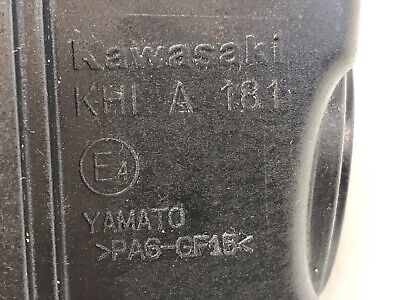 Kawasaki
KHI A 181
E4
YAMATO
>PA6-GF15<